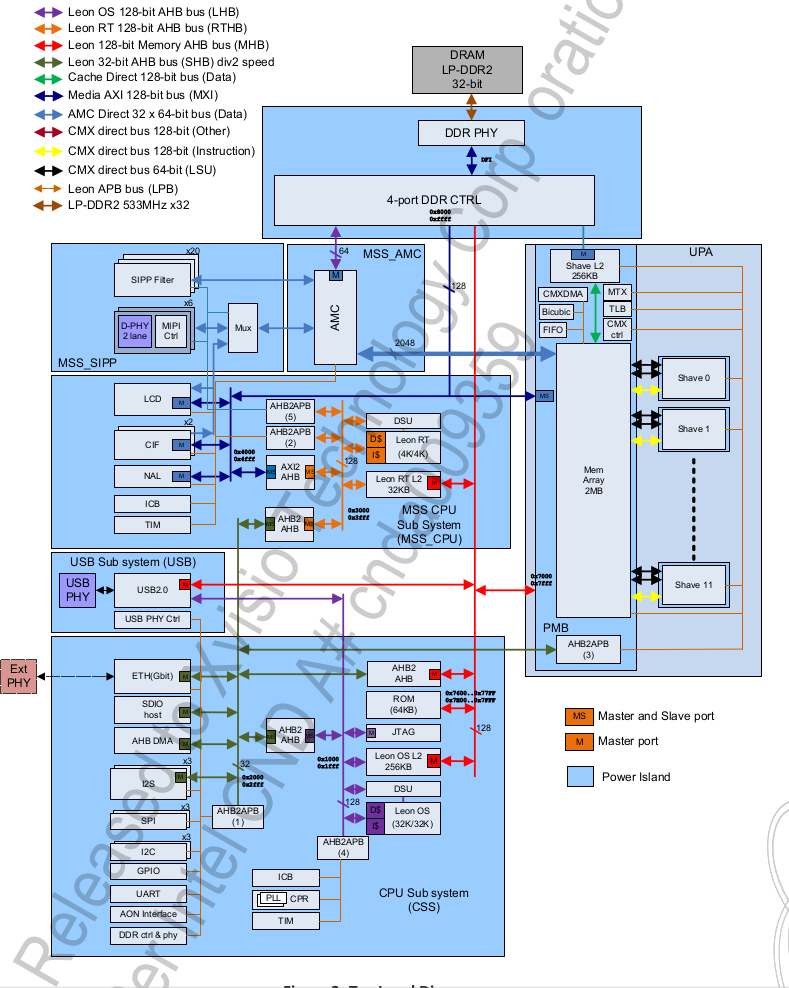 Leon OS 128-bit AHB bus (LHB)
Leon RT 128-bit AHB bus (RTHB)
Leon 128-bit Memory AHB bus (MHB)
Leon 32-bit AHB bus (SHB) div2 speed
Cache Direct 128-bit bus (Data)
Media AXI 128-bit bus (MXI)
AMC Direct 32 x 64-bit bus (Data)
CMX direct bus 128-bit (Other)
CMX direct bus 128-bit (Instruction)
CMX direct bus 64-bit (LSU)
Leon APB bus (LPB)
LP-DDR2 533MHz x32
DRAM
LP-DDR2
32-bit
DDR PHY
DFI
4-port DDR CTRL
0x8000
0xffff
64
128
2048
MSS_AMC
M
AMC
x20
SIPP Filter
x6
D-PHY
2 lane
MIPI
Ctrl
Mux
MSS_SIPP
UPA
M
Shave L2
256KB
CMXDMA
MTX
Bicubic
TLB
FIFO
CMX
ctrl
MS
Mem
Array
2MB
Shave 0
Shave 1
Shave 11
0x7000
0x7fff
PMB
AHB2APB
(3)
LCD
M
x2
CIF
M
NAL
M
ICB
TIM
0x4000
0x4fff
AHB2APB
(5)
AHB2APB
(2)
MS
AXI2
AHB
MS
MS
AHB2
AHB
MS
128
DSU
D$
I$
Leon RT
(4K/4K)
Leon RT L2
32KB
M
0x3000
0x3fff
MSS CPU
Sub System
(MSS_CPU)
USB Sub system (USB)
USB
PHY
USB2.0
M
USB PHY Ctrl
Ext
PHY
ETH(Gbit)
M
SDIO
host
M
AHB DMA
M
x3
I2S
M
x3
SPI
x3
I2C
GPIO
UART
AON Interface
DDR ctrl & phy
32
0x2000
0x2fff
AHB2APB
(1)
AHB2
AHB
0x1000
0x1fff
128
AHB2
AHB
M
ROM
(64KB)
0x7600..0x77FF
0x7E00..0x7FFF
JTAG
M
128
Leon OS L2
256KB
M
DSU
D$
I$
Leon OS
(32K/32K)
AHB2APB
(4)
ICB
PLL
CPR
TIM
CPU Sub system
(CSS)
MS
Master and Slave port
M
Master port
Power Island